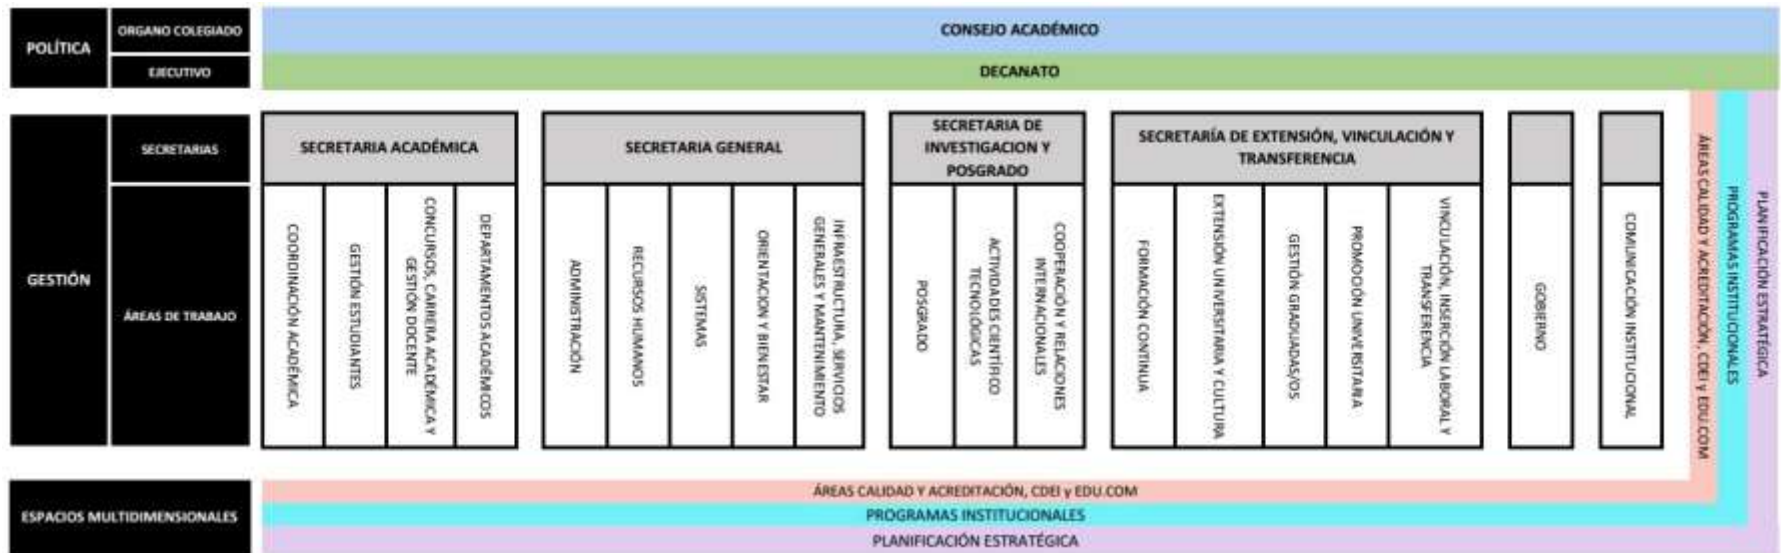 POLÍTICA
ORGANO COLEGIADO
CONSEJO ACADÉMICO
EJECUTIVO
DECANATO
GESTIÓN
SECRETARIAS
SECRETARIA ACADÉMICA
SECRETARIA GENERAL
SECRETARIA DE
INVESTIGACION Y
POSGRADO
SECRETARÍA DE EXTENSIÓN, VINCULACIÓN Y
TRANSFERENCIA
ÁREAS DE TRABAJO
COORDINACIÓN ACADÉMICA
GESTIÓN ESTUDIANTES
CONCURSOS, CARRERA ACADÉMICA Y
GESTIÓN DOCENTE
DEPARTAMENTOS ACADÉMICOS
ADMINISTRACIÓN
RECURSOS HUMANOS
SISTEMAS
ORIENTACION Y BIENESTAR
INFRAESTRUCTURA, SERVICIOS
GENERALES Y MANTENIMIENTO
POSGRADO
ACTIVIDADES CIENTÍFICO
TECNOLÓGICAS
COOPERACIÓN Y RELACIONES
INTERNACIONALES
FORMACIÓN CONTINUA
EXTENSIÓN UNIVERSITARIA Y CULTURA
GESTIÓN GRADUADAS/OS
PROMOCIÓN UNIVERSITARIA
VINCULACIÓN, INSERCIÓN LABORAL Y
TRANSFERENCIA
GOBIERNO
COMUNICACIÓN INSTITUCIONAL
ÁREAS CALIDAD Y ACREDITACIÓN, CDEI y EDU.COM
PROGRAMAS INSTITUCIONALES
PLANIFICACIÓN ESTRATÉGICA
ESPACIOS MULTIDIMENSIONALES
ÁREAS CALIDAD Y ACREDITACIÓN, CDEI y EDU.COM
PROGRAMAS INSTITUCIONALES
PLANIFICACIÓN ESTRATÉGICA